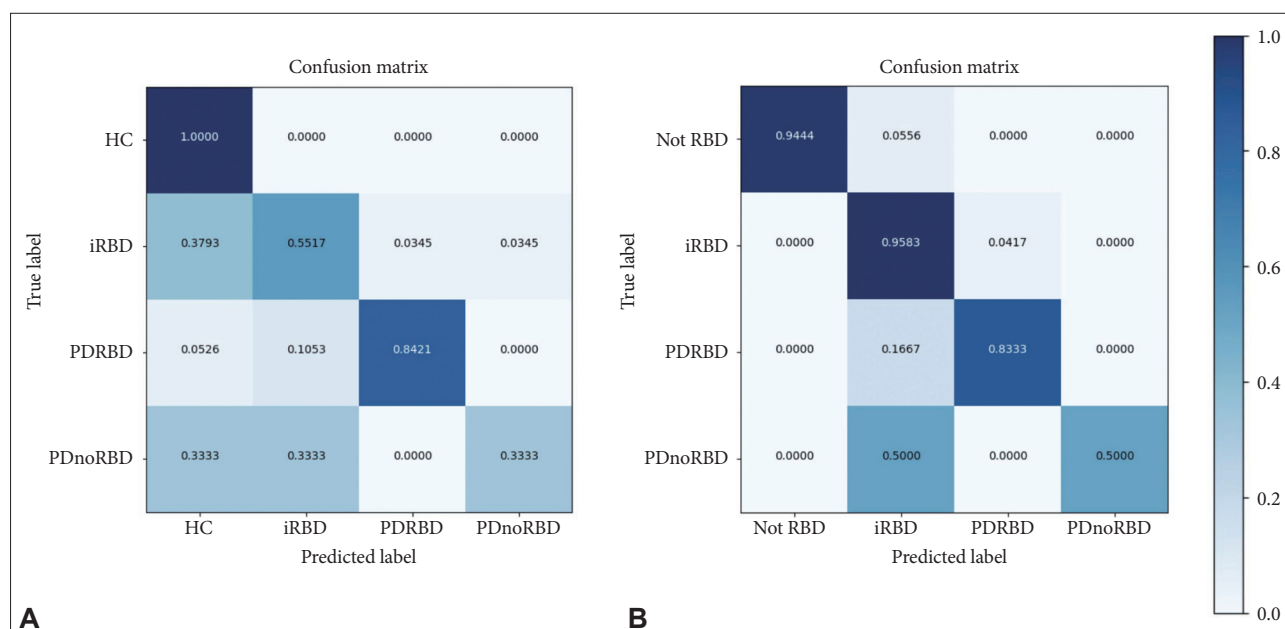 Confusion matrix
HC 1.0000 0.0000 0.0000 0.0000
iRBD 0.3793 0.5517 0.0345 0.0345
PDRBD 0.0526 0.1053 0.8421 0.0000
PDnoRBD 0.3333 0.3333 0.0000 0.3333
HC iRBD PDRBD PDnoRBD
True label
Predicted label
A
Confusion matrix
Not RBD 0.9444 0.0556 0.0000 0.0000
iRBD 0.0000 0.9583 0.0417 0.0000
PDRBD 0.0000 0.1667 0.8333 0.0000
PDnoRBD 0.0000 0.5000 0.0000 0.5000
Not RBD iRBD PDRBD PDnoRBD
True label
Predicted label
B
1.0
0.8
0.6
0.4
0.2
0.0